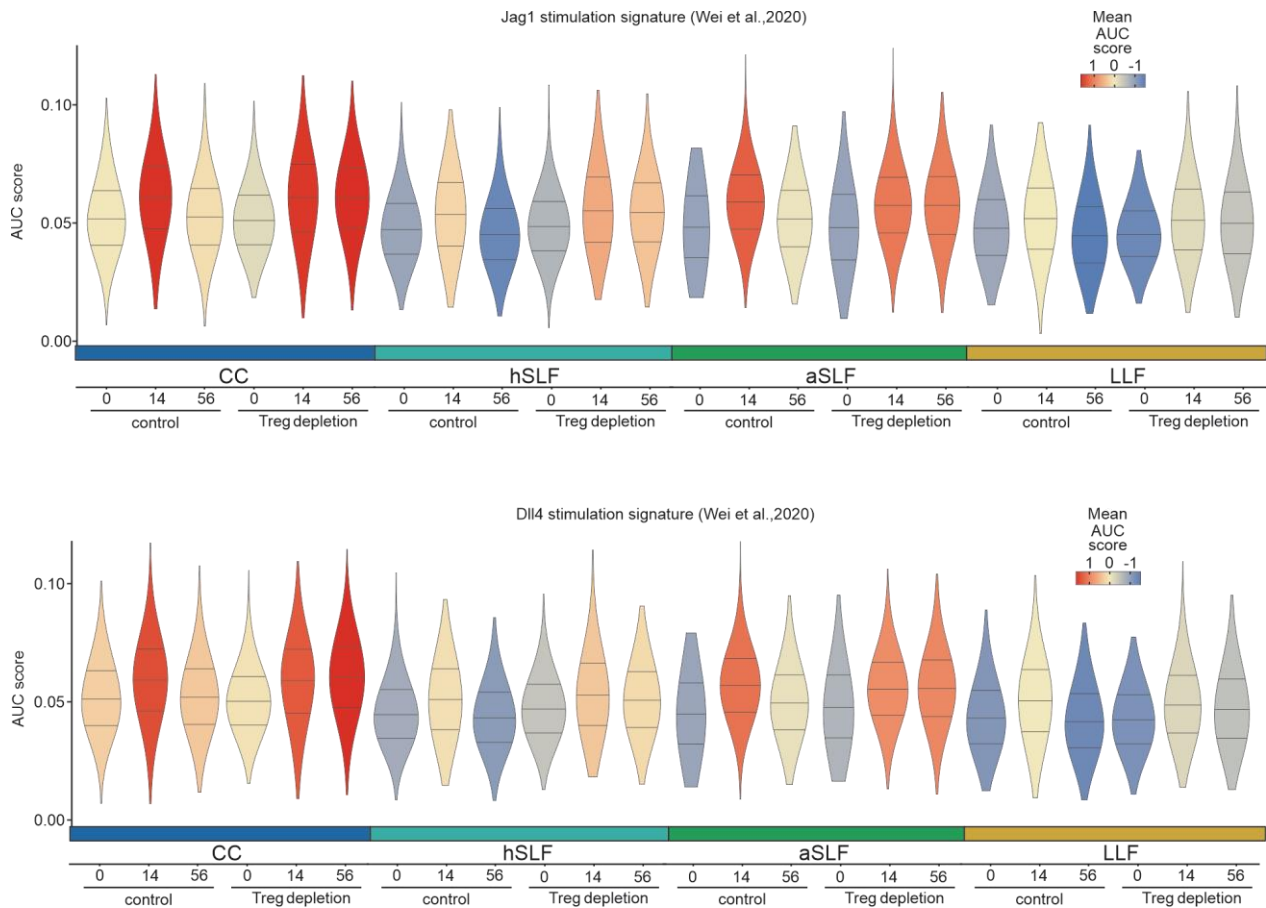 Jag1 stimulation signature (Wei et al.,2020)
Mean
AUC
score
1 0 -1
0.10
0.05
0.00
AUC score
CC hSLF aSLF LLF
0 14 56 0 14 56 0 14 56 0 14 56 0 14 56 0 14 56 0 14 56 0 14 56
control Treg depletion control Treg depletion control Treg depletion control Treg depletion
Dll4 stimulation signature (Wei et al.,2020)
Mean
AUC
score
1 0 -1
0.10
0.05
0.00
AUC score
CC hSLF aSLF LLF
0 14 56 0 14 56 0 14 56 0 14 56 0 14 56 0 14 56 0 14 56 0 14 56
control Treg depletion control Treg depletion control Treg depletion control Treg depletion